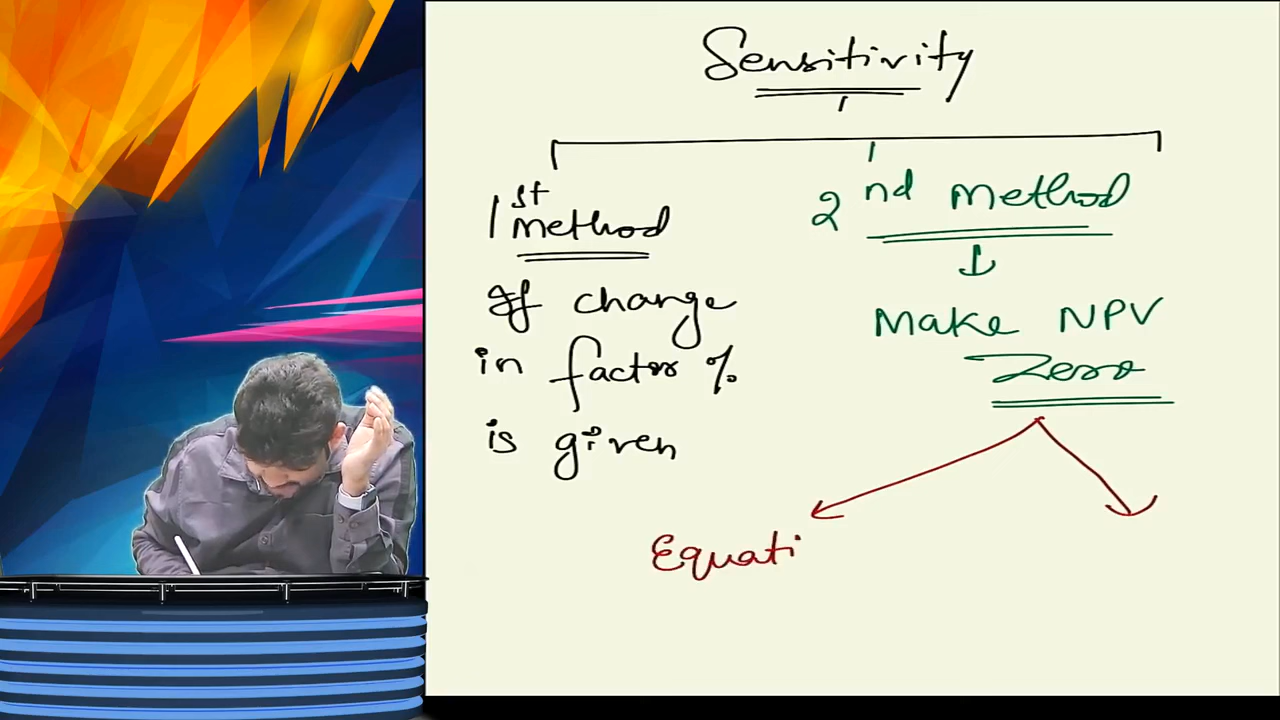 Sensitivity
1st method
If change
in factor %
is given
2nd Method
Make NPV
Zero
Equati